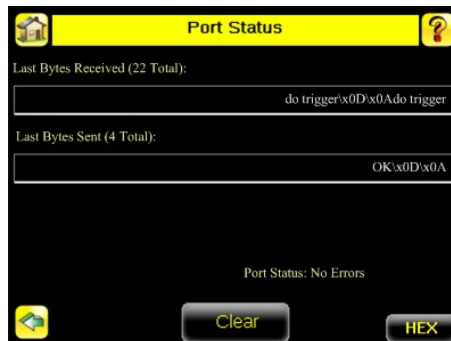 Port Status
?
Last Bytes Received (22 Total):
do trigger\x0D\x0Ado trigger
Last Bytes Sent (4 Total):
OK\x0D\x0A
Port Status: No Errors
Clear
HEX